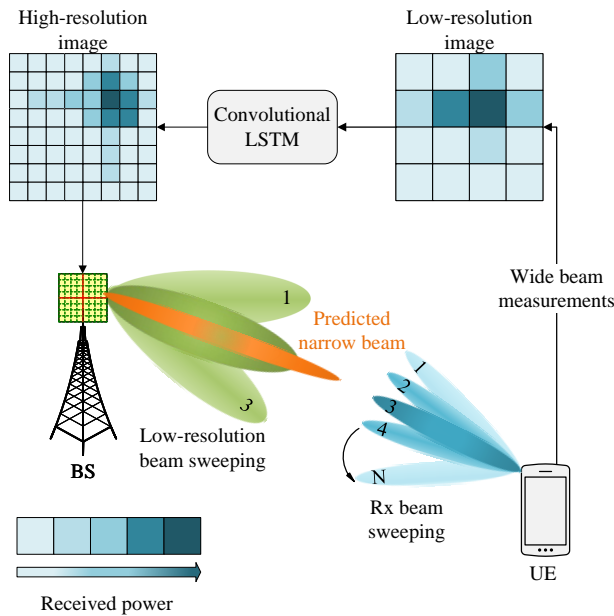 High-resolution
image
Low-resolution
image
Convolutional
LSTM
Wide beam
measurements
1
Predicted
narrow beam
3
Low-resolution
beam sweeping
BS
1
2
3
4
N
Rx beam
sweeping
UE
Received power